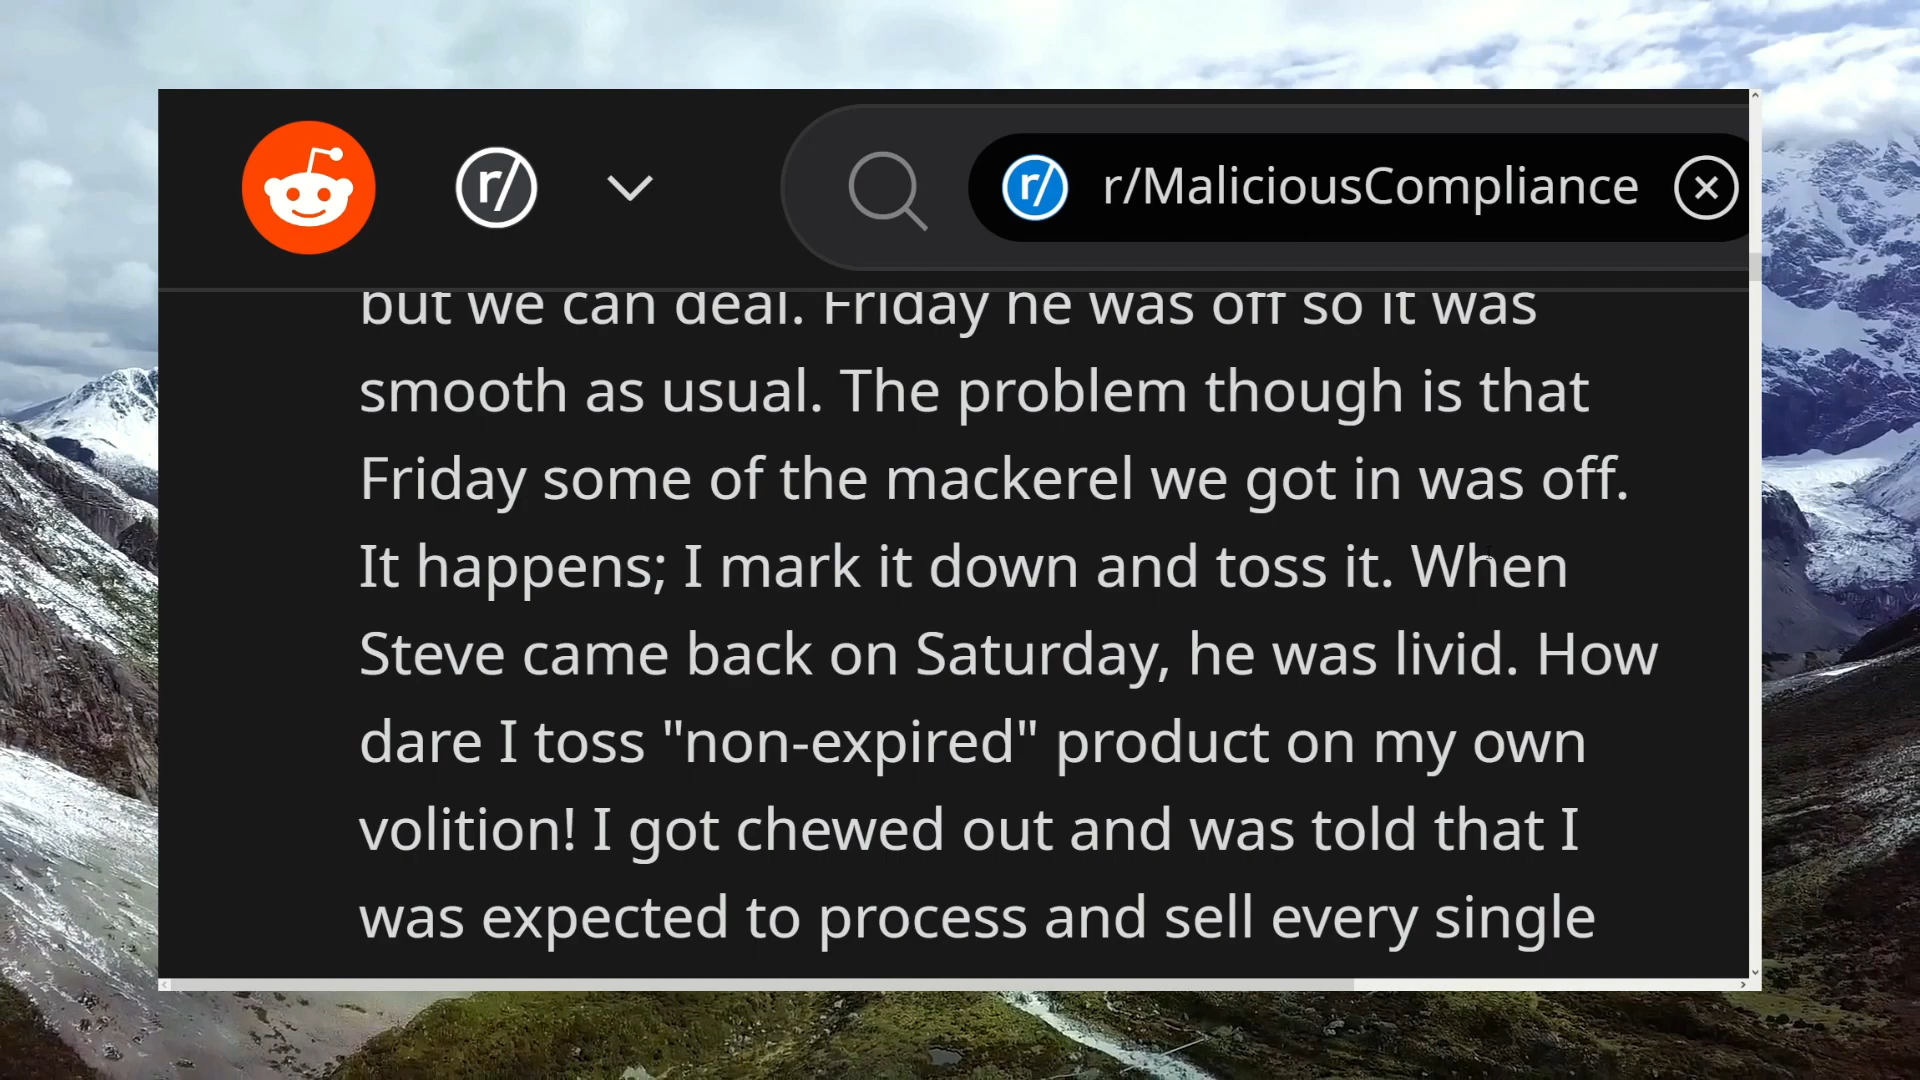 r/
r/ r/MaliciousCompliance
but we can deal. Friday he was off so it was
smooth as usual. The problem though is that
Friday some of the mackerel we got in was off.
It happens; I mark it down and toss it. When
Steve came back on Saturday, he was livid. How
dare I toss "non-expired" product on my own
volition! I got chewed out and was told that I
was expected to process and sell every single